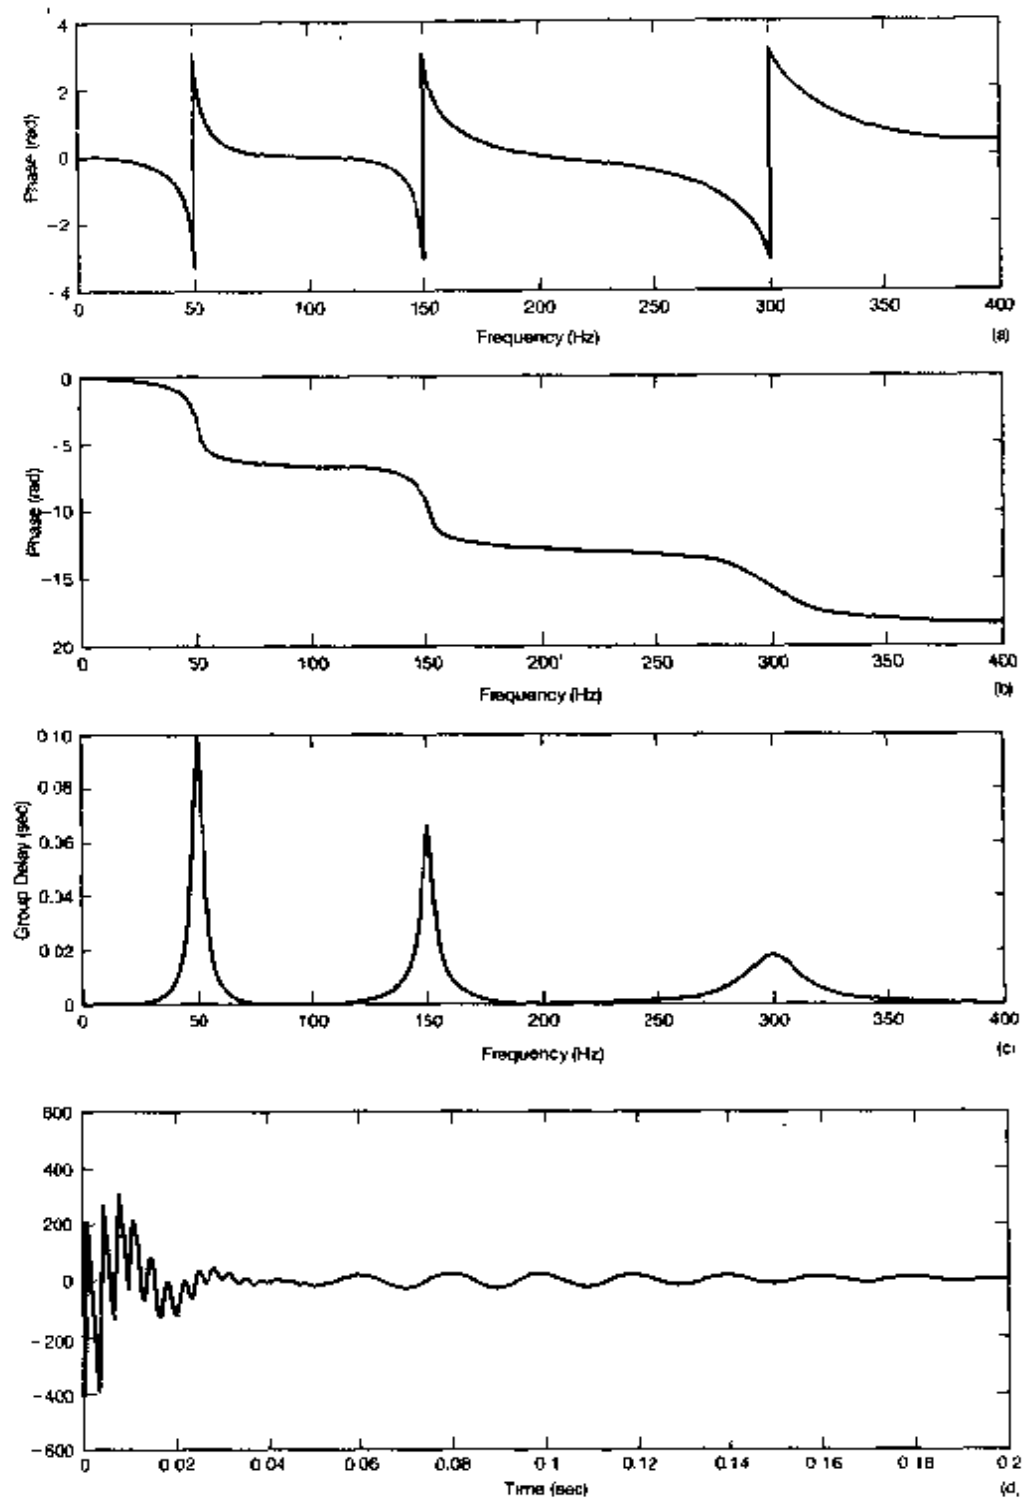 4
2
0
-2
-4
Phase (rad)
0 50 100 150 200 250 300 350 400
Frequency (Hz)
(a)
0
-5
-10
-15
20
Phase (rad)
0 50 100 150 200 250 300 350 400
Frequency (Hz)
(b)
0.10
0.08
0.06
0.04
0.02
0
Group Delay (sec)
0 50 100 150 200 250 300 350 400
Frequency (Hz)
(c)
600
400
200
0
-200
-400
-600
0 0.02 0.04 0.06 0.08 0.1 0.12 0.14 0.16 0.18 0.2
Time (sec)
(d,